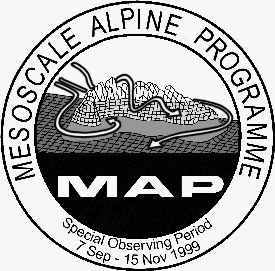 MESOSCALE ALPINE PROGRAMME
MAP
Special Observing Period
7 Sep - 15 Nov 1999